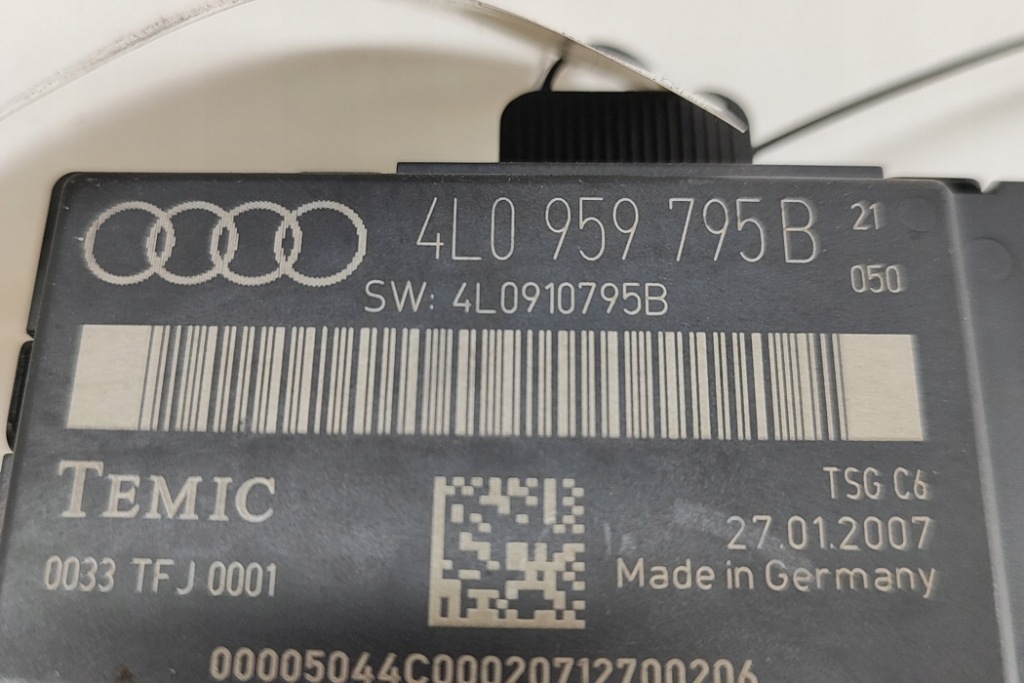 4L0 959 795B 21
050
SW: 4L0910795B
TEMIC
TSG C6
27.01.2007
0033 TFJ 0001
Made in Germany
00005044C00020712700206